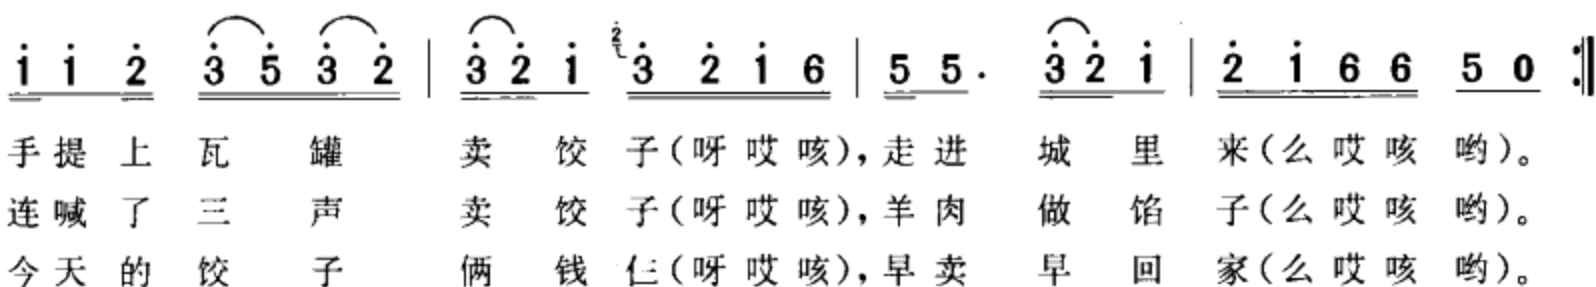 1 1 2 3 5 3 2 | 3 2 1 2 3 2 1 6 | 5 5. 3 2 1 | 2 1 6 6 5 0 :‖
手提上瓦罐 卖饺子(呀哎咳),走进城里来(么哎咳哟)。
连喊了三声 卖饺子(呀哎咳),羊肉做馅子(么哎咳哟)。
今天的饺子 俩钱仨(呀哎咳),早卖早回家(么哎咳哟)。